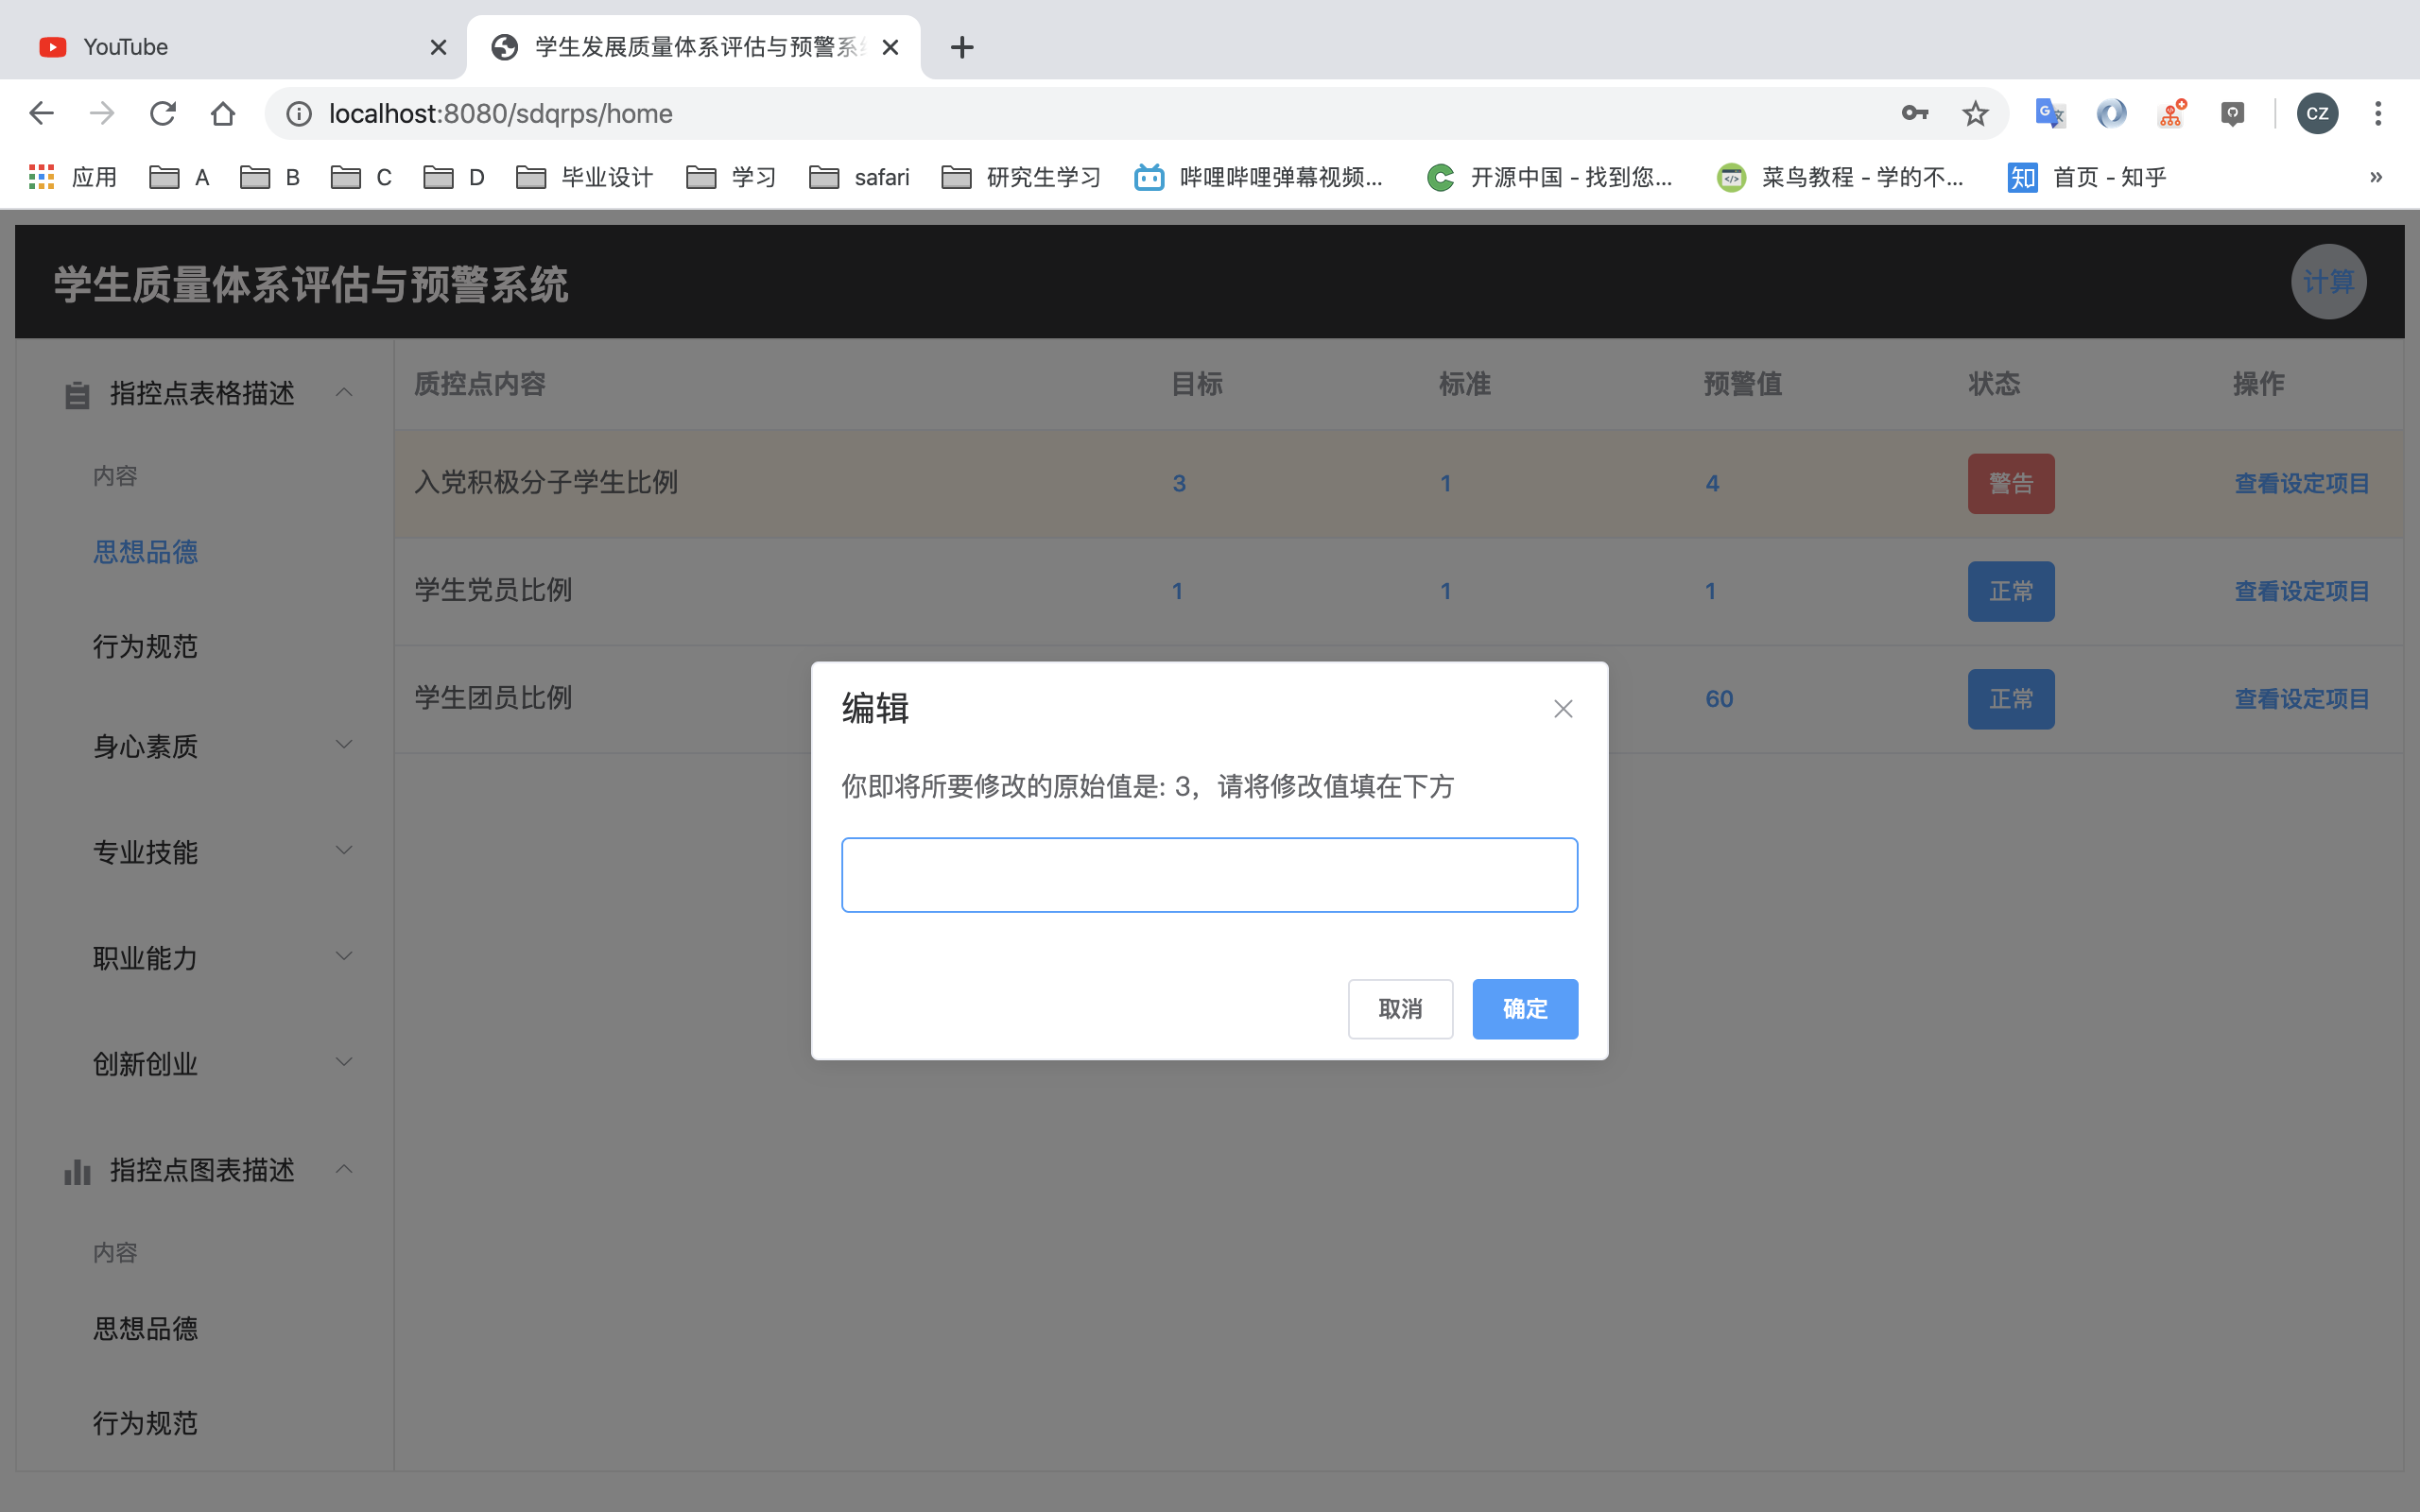 YouTube
学生发展质量体系评估与预警系
localhost:8080/sdqrps/home
CZ
应用 A B C D 毕业设计 学习 safari 研究生学习 哔哩哔哩弹幕视频... 开源中国 - 找到您... 菜鸟教程 - 学的不... 知 首页 - 知乎 »
学生质量体系评估与预警系统
计算
指控点表格描述
内容
思想品德
行为规范
身心素质
专业技能
职业能力
创新创业
指控点图表描述
内容
思想品德
行为规范
质控点内容 目标 标准 预警值 状态 操作
入党积极分子学生比例 3 1 4 警告 查看设定项目
学生党员比例 1 1 1 正常 查看设定项目
学生团员比例 60 正常 查看设定项目
编辑
你即将所要修改的原始值是: 3，请将修改值填在下方
取消 确定